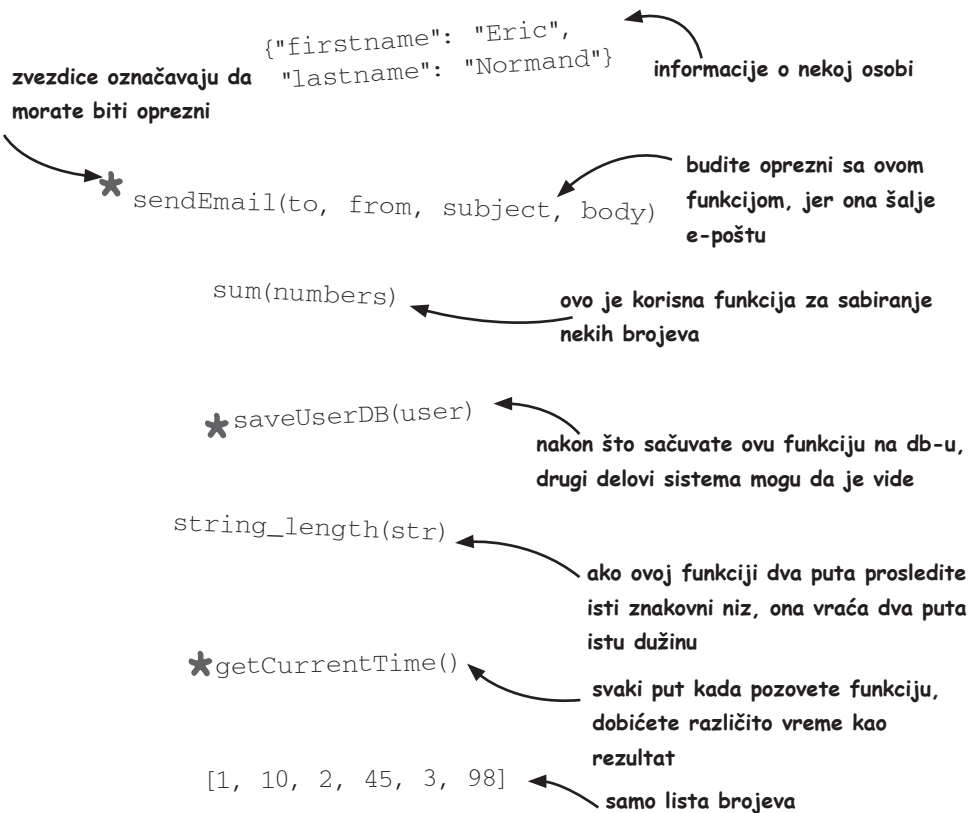 {"firstname": "Eric",
"lastname": "Normand"}
informacije o nekoj osobi
zvezdice označavaju da
morate biti oprezni
* sendEmail(to, from, subject, body)
budite oprezni sa ovom
funkcijom, jer ona šalje
e-poštu
sum(numbers)
ovo je korisna funkcija za sabiranje
nekih brojeva
* saveUserDB(user)
nakon što sačuvate ovu funkciju na db-u,
drugi delovi sistema mogu da je vide
string_length(str)
ako ovoj funkciji dva puta prosledite
isti znakovni niz, ona vraća dva puta
istu dužinu
* getCurrentTime()
svaki put kada pozovete funkciju,
dobićete različito vreme kao
rezultat
[1, 10, 2, 45, 3, 98]
samo lista brojeva